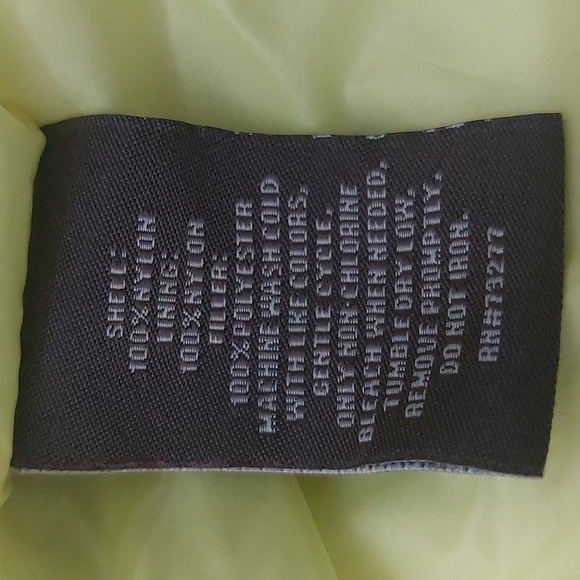 SHELL:
100% NYLON
LINING:
100% NYLON
FILLER:
100% POLYESTER
MACHINE WASH COLD
WITH LIKE COLORS,
GENTLE CYCLE.
ONLY NON CHLORINE
BLEACH WHEN NEEDED,
TUMBLE DRY LOW,
REMOVE PROMPTLY.
DO NOT IRON.
RN#73277